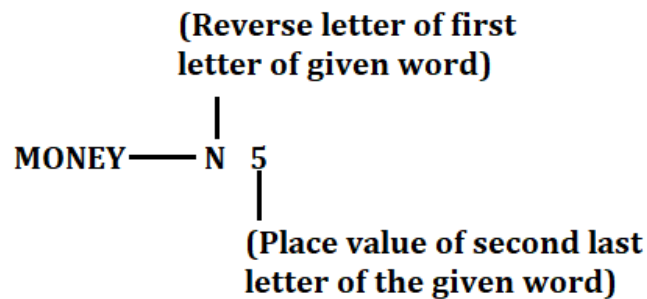 (Reverse letter of first
letter of given word)
MONEY N 5
(Place value of second last
letter of the given word)